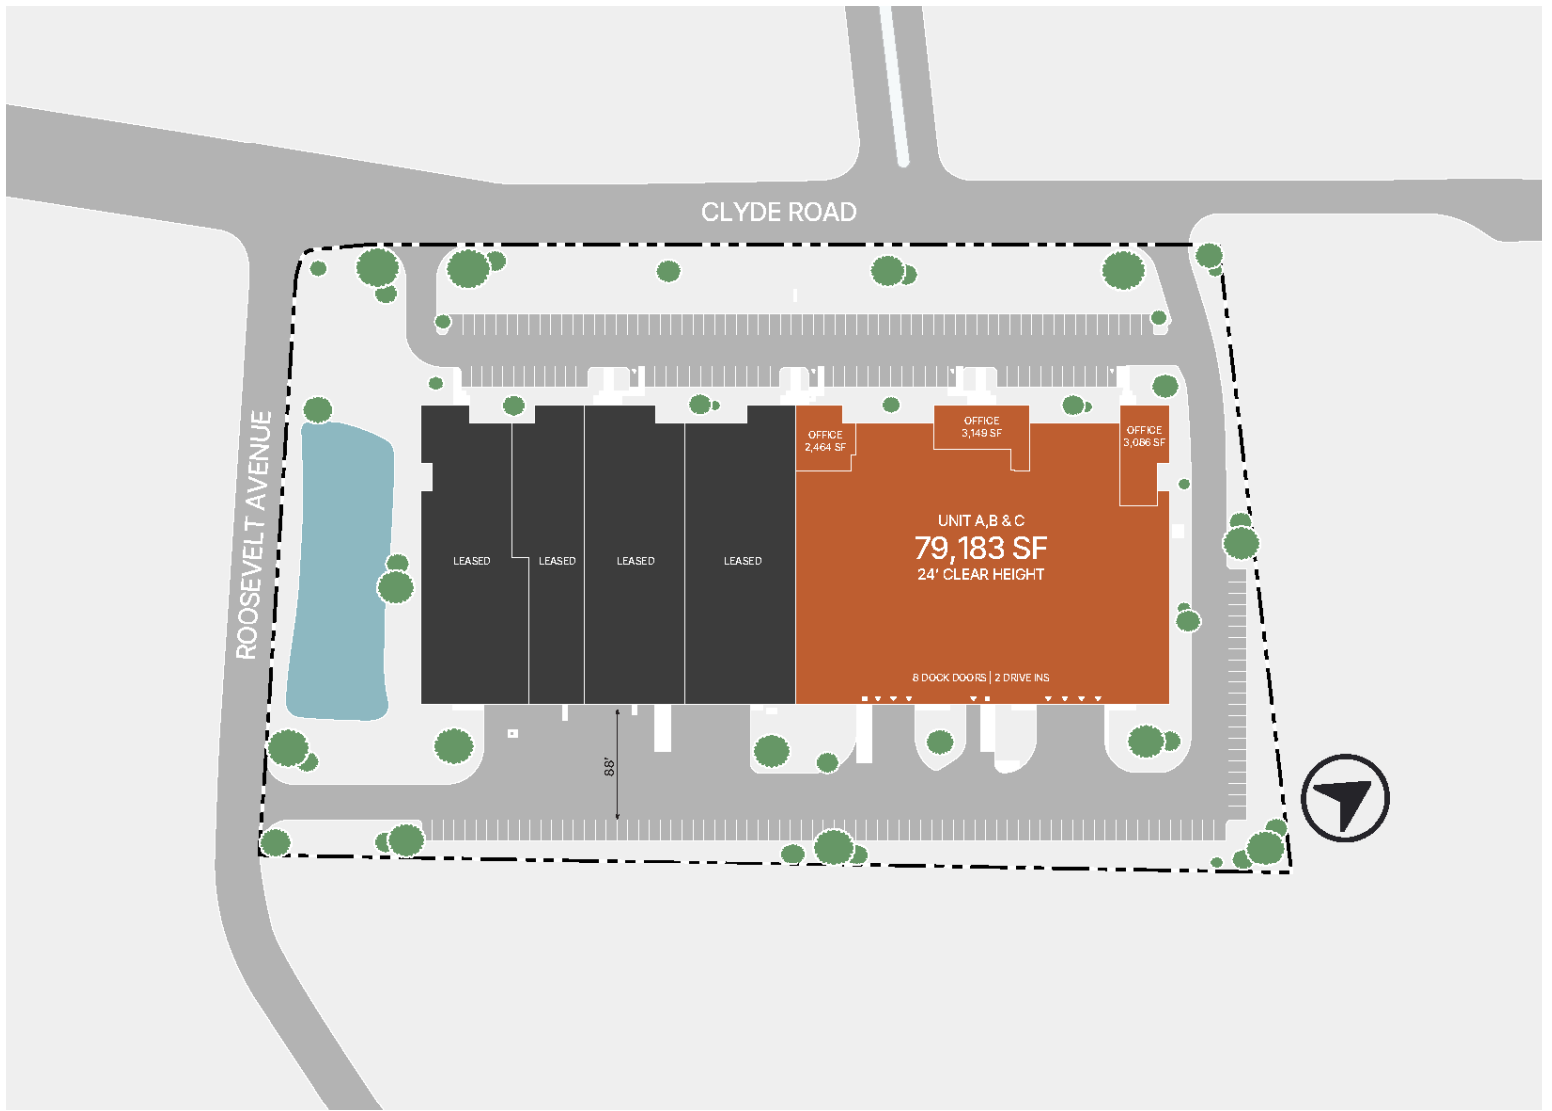 CLYDE ROAD
ROOSEVELT AVENUE
OFFICE
2,464 SF
OFFICE
3,149 SF
OFFICE
3,086 SF
UNIT A,B & C
79,183 SF
24' CLEAR HEIGHT
LEASED
LEASED
LEASED
LEASED
8 DOCK DOORS | 2 DRIVE INS
88'